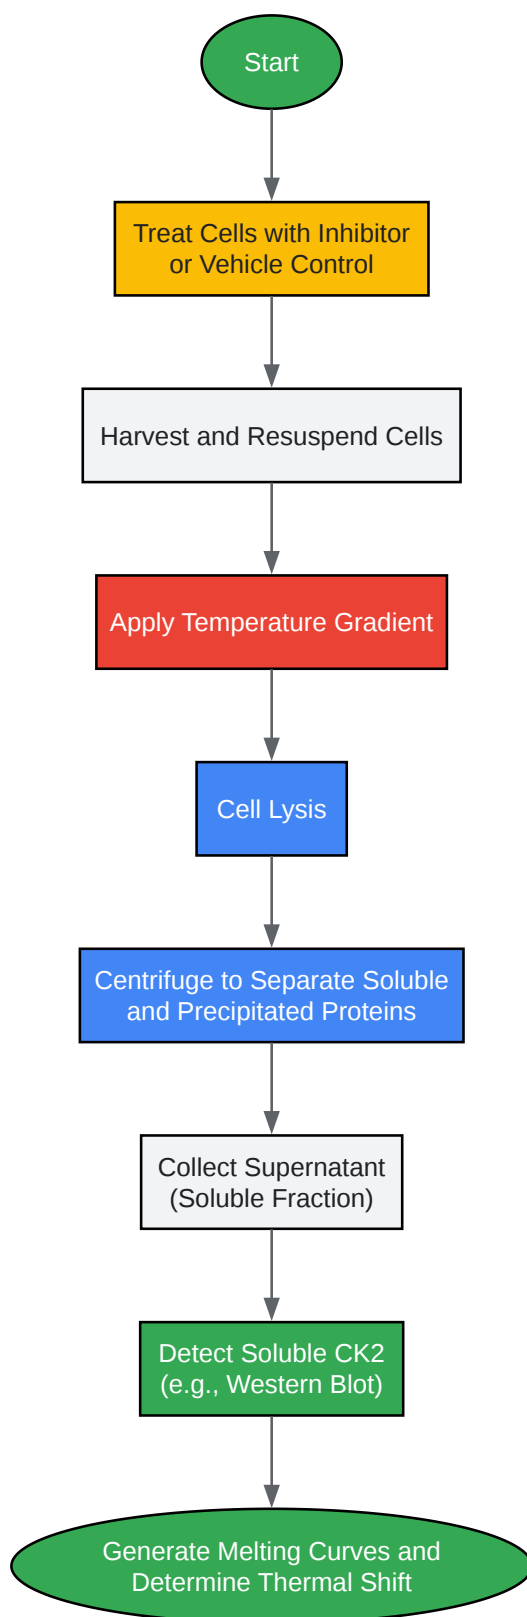 Start
Treat Cells with Inhibitor
or Vehicle Control
Harvest and Resuspend Cells
Apply Temperature Gradient
Cell Lysis
Centrifuge to Separate Soluble
and Precipitated Proteins
Collect Supernatant
(Soluble Fraction)
Detect Soluble CK2
(e.g., Western Blot)
Generate Melting Curves and
Determine Thermal Shift